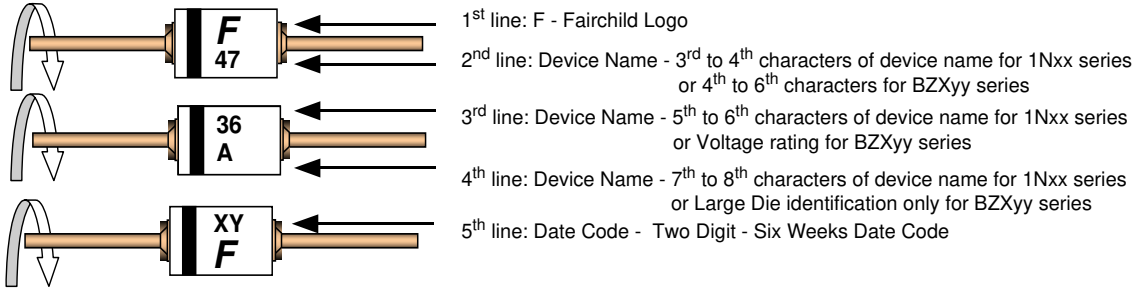 F
47
36
A
XY
F
1st line: F - Fairchild Logo
2nd line: Device Name - 3rd to 4th characters of device name for 1Nxx series
or 4th to 6th characters for BZXyy series
3rd line: Device Name - 5th to 6th characters of device name for 1Nxx series
or Voltage rating for BZXyy series
4th line: Device Name - 7th to 8th characters of device name for 1Nxx series
or Large Die identification only for BZXyy series
5th line: Date Code - Two Digit - Six Weeks Date Code